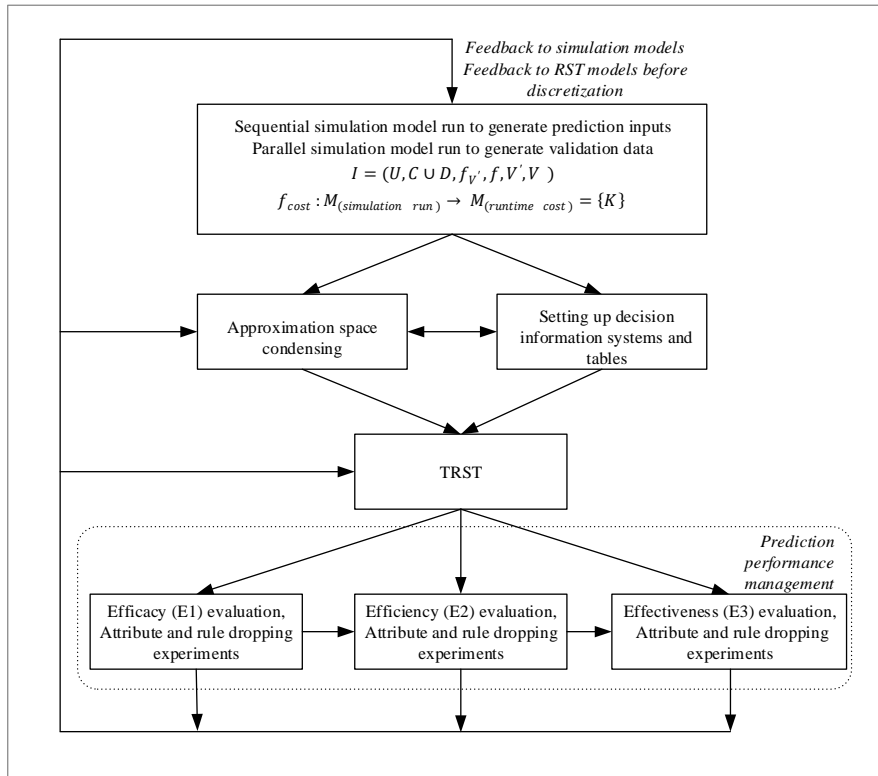 Feedback to simulation models
Feedback to RST models before
discretization
Sequential simulation model run to generate prediction inputs
Parallel simulation model run to generate validation data
I = (U, C ∪ D, f_{V'}, f, V', V )
f_{cost} : M_{(simulation run)} → M_{(runtime cost)} = {K}
Approximation space
condensing
Setting up decision
information systems and
tables
TRST
Prediction
performance
management
Efficacy (E1) evaluation,
Attribute and rule dropping
experiments
Efficiency (E2) evaluation,
Attribute and rule dropping
experiments
Effectiveness (E3) evaluation,
Attribute and rule dropping
experiments